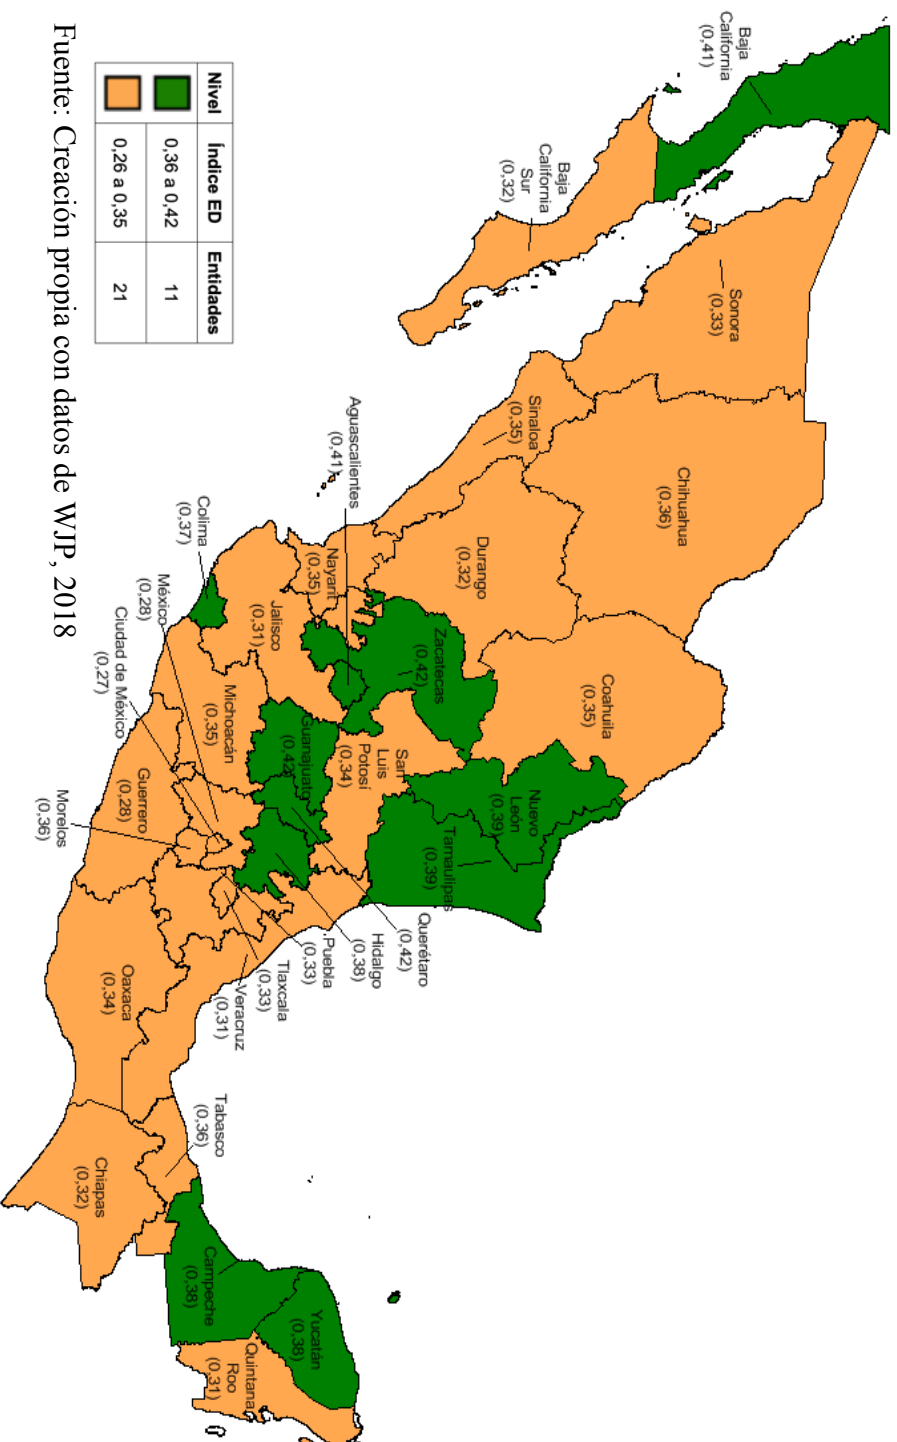 Baja
California
(0,41)
Baja
California
Sur
(0,32)
Sonora
(0,33)
Chihuahua
(0,36)
Sinaloa
(0,35)
Durango
(0,32)
Coahuila
(0,35)
Nuevo
León
(0,39)
Tamaulipas
(0,39)
Zacatecas
(0,42)
San
Luis
Potosí
(0,34)
Aguascalientes
(0,41)
Nayarit
(0,35)
Jalisco
(0,31)
Guanajuato
(0,42)
Colima
(0,37)
Michoacán
(0,35)
México
(0,28)
Ciudad de México
(0,27)
Guerrero
(0,28)
Morelos
(0,36)
Querétaro
(0,42)
Hidalgo
(0,38)
Puebla
(0,33)
Tlaxcala
(0,33)
Veracruz
(0,31)
Oaxaca
(0,34)
Tabasco
(0,36)
Chiapas
(0,32)
Campeche
(0,38)
Yucatán
(0,38)
Quintana
Roo
(0,31)
Nivel Índice ED Entidades
0,36 a 0,42 11
0,26 a 0,35 21
Fuente: Creación propia con datos de WJP, 2018